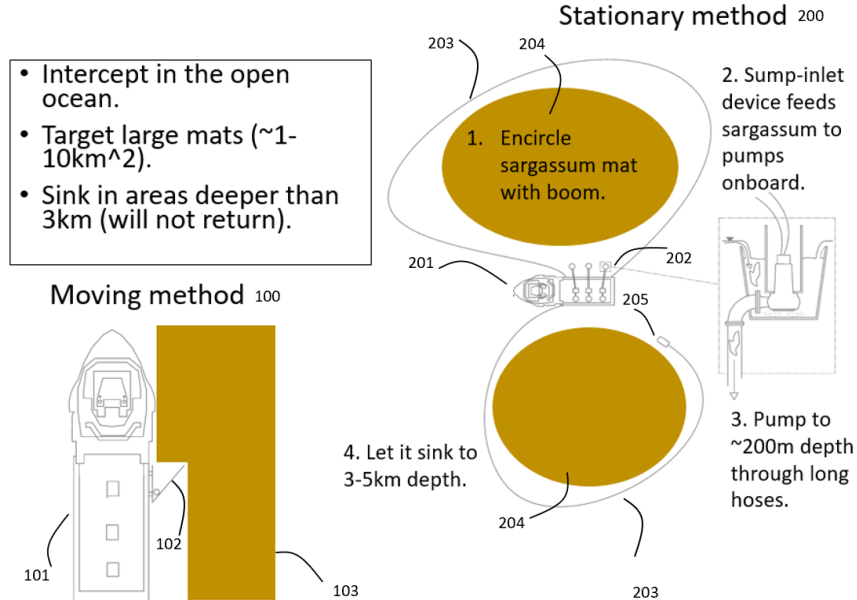 Stationary method 200
203
204
• Intercept in the open
ocean.
• Target large mats (~1-
10km^2).
• Sink in areas deeper than
3km (will not return).
1. Encircle
sargassum mat
with boom.
2. Sump-inlet
device feeds
sargassum to
pumps
onboard.
201
202
Moving method 100
205
3. Pump to
~200m depth
through long
hoses.
4. Let it sink to
3-5km depth.
204
102
101
103
203